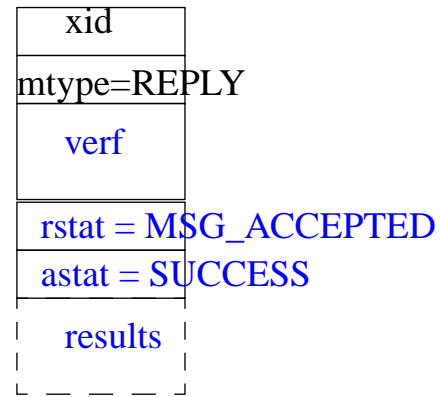 xid
mtype=REPLY
verf
rstat = MSG_ACCEPTED
astat = SUCCESS
results